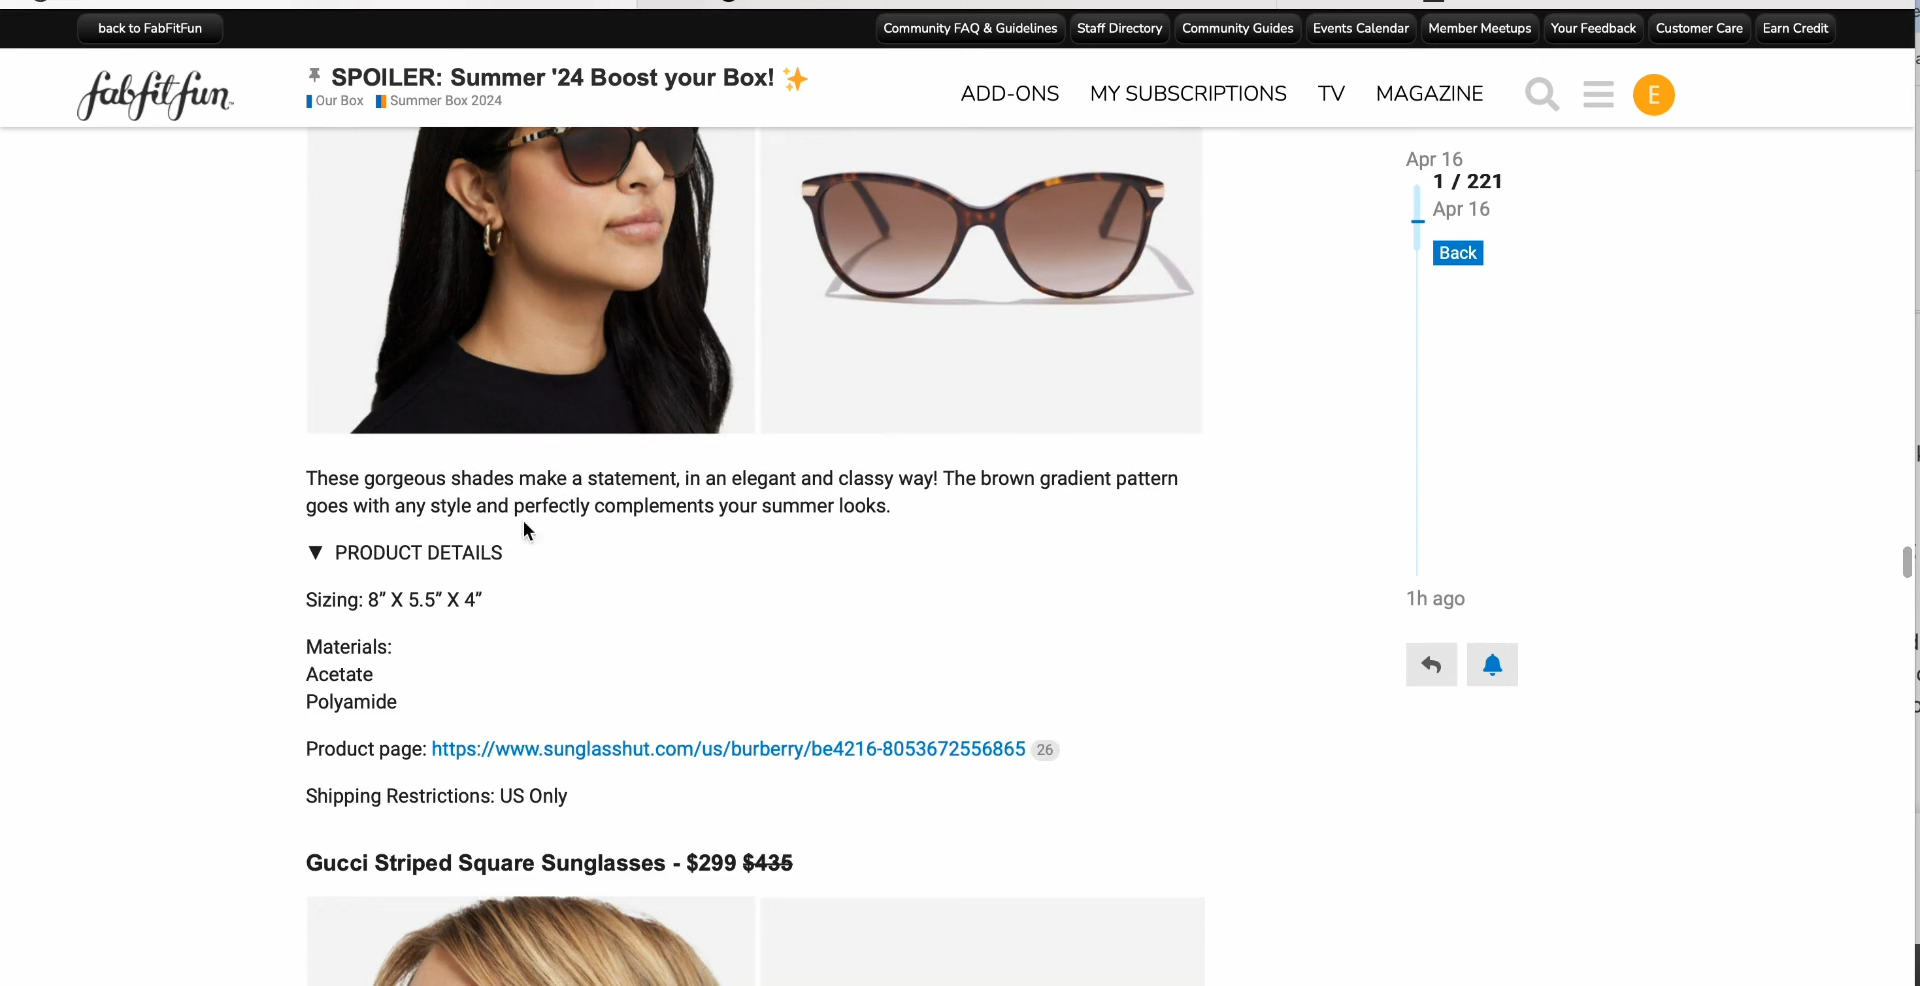 back to FabFitFun
Community FAQ & Guidelines
Staff Directory
Community Guides
Events Calendar
Member Meetups
Your Feedback
Customer Care
Earn Credit
fabfitfun
SPOILER: Summer '24 Boost your Box! ✨
Our Box Summer Box 2024
ADD-ONS
MY SUBSCRIPTIONS
TV
MAGAZINE
E
Apr 16
1 / 221
Apr 16
Back
These gorgeous shades make a statement, in an elegant and classy way! The brown gradient pattern
goes with any style and perfectly complements your summer looks.
▼ PRODUCT DETAILS
Sizing: 8” X 5.5” X 4”
1h ago
Materials:
Acetate
Polyamide
Product page: https://www.sunglasshut.com/us/burberry/be4216-8053672556865 26
Shipping Restrictions: US Only
Gucci Striped Square Sunglasses - $299 $435